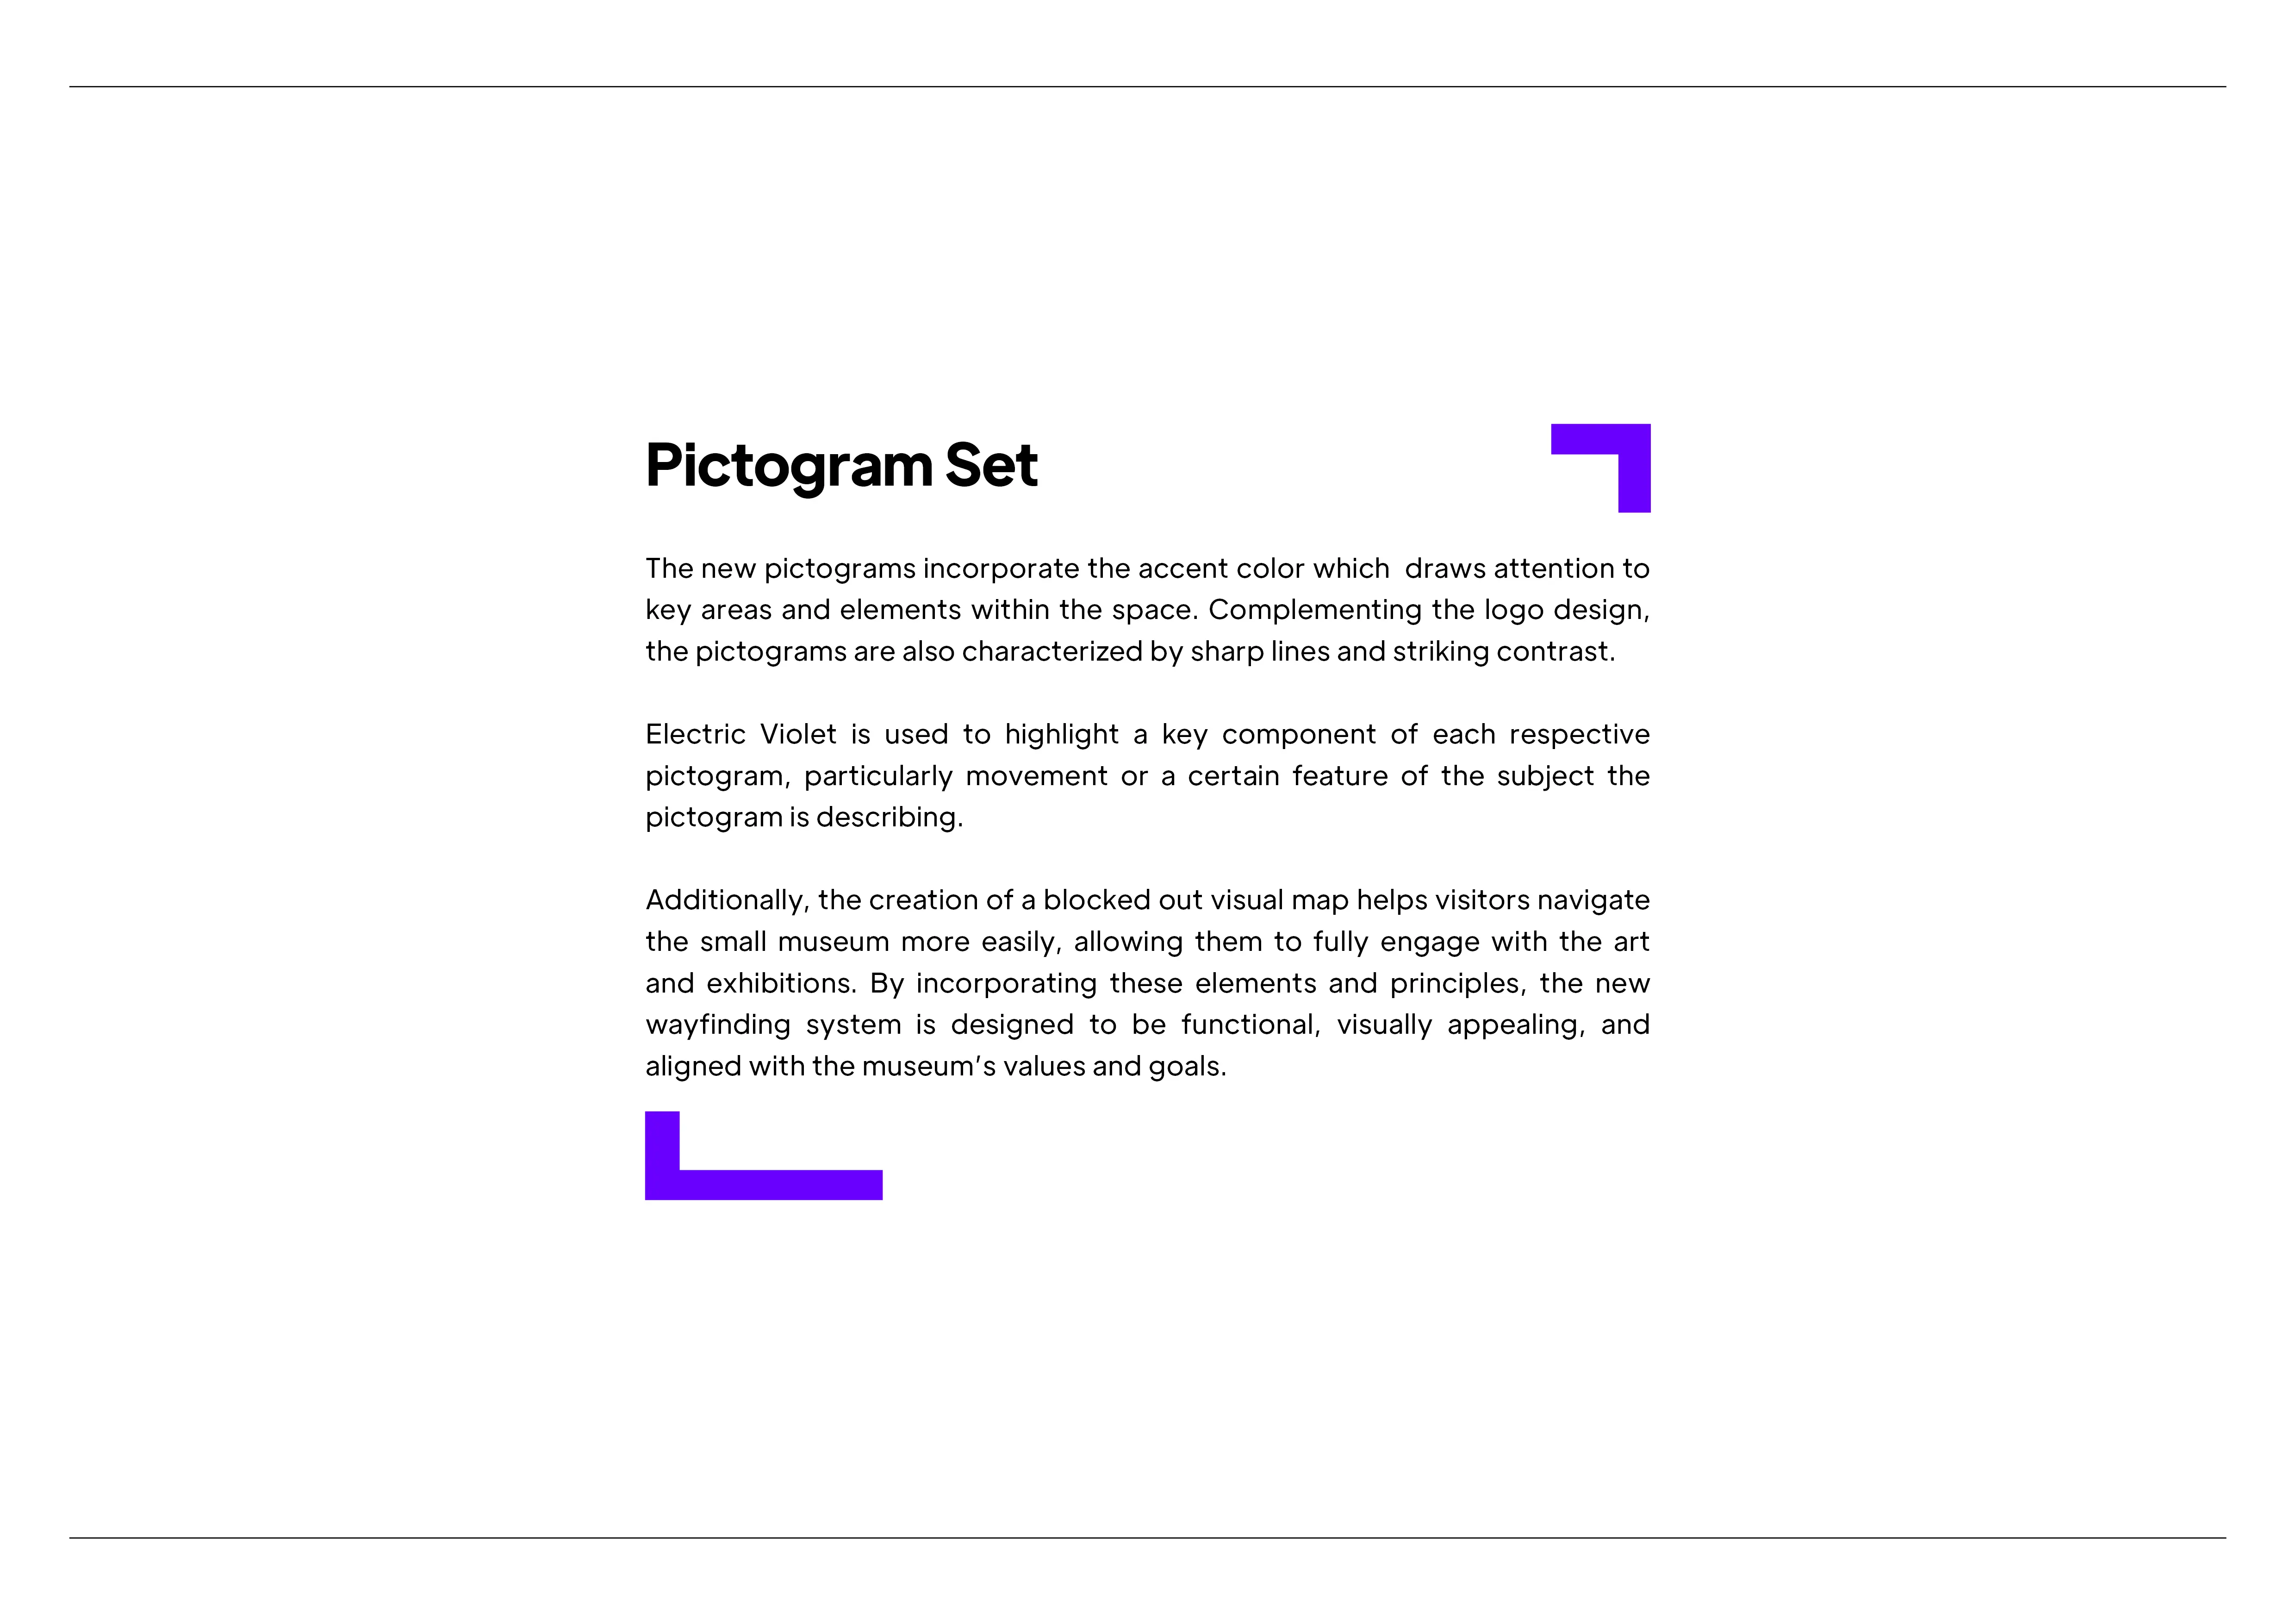 Pictogram Set
The new pictograms incorporate the accent color which  draws attention to
key areas and elements within the space. Complementing the logo design,
the pictograms are also characterized by sharp lines and striking contrast.
Electric Violet is used to highlight a key component of each respective
pictogram, particularly movement or a certain feature of the subject the
pictogram is describing.
Additionally, the creation of a blocked out visual map helps visitors navigate
the small museum more easily, allowing them to fully engage with the art
and exhibitions. By incorporating these elements and principles, the new
wayfinding system is designed to be functional, visually appealing, and
aligned with the museum’s values and goals.